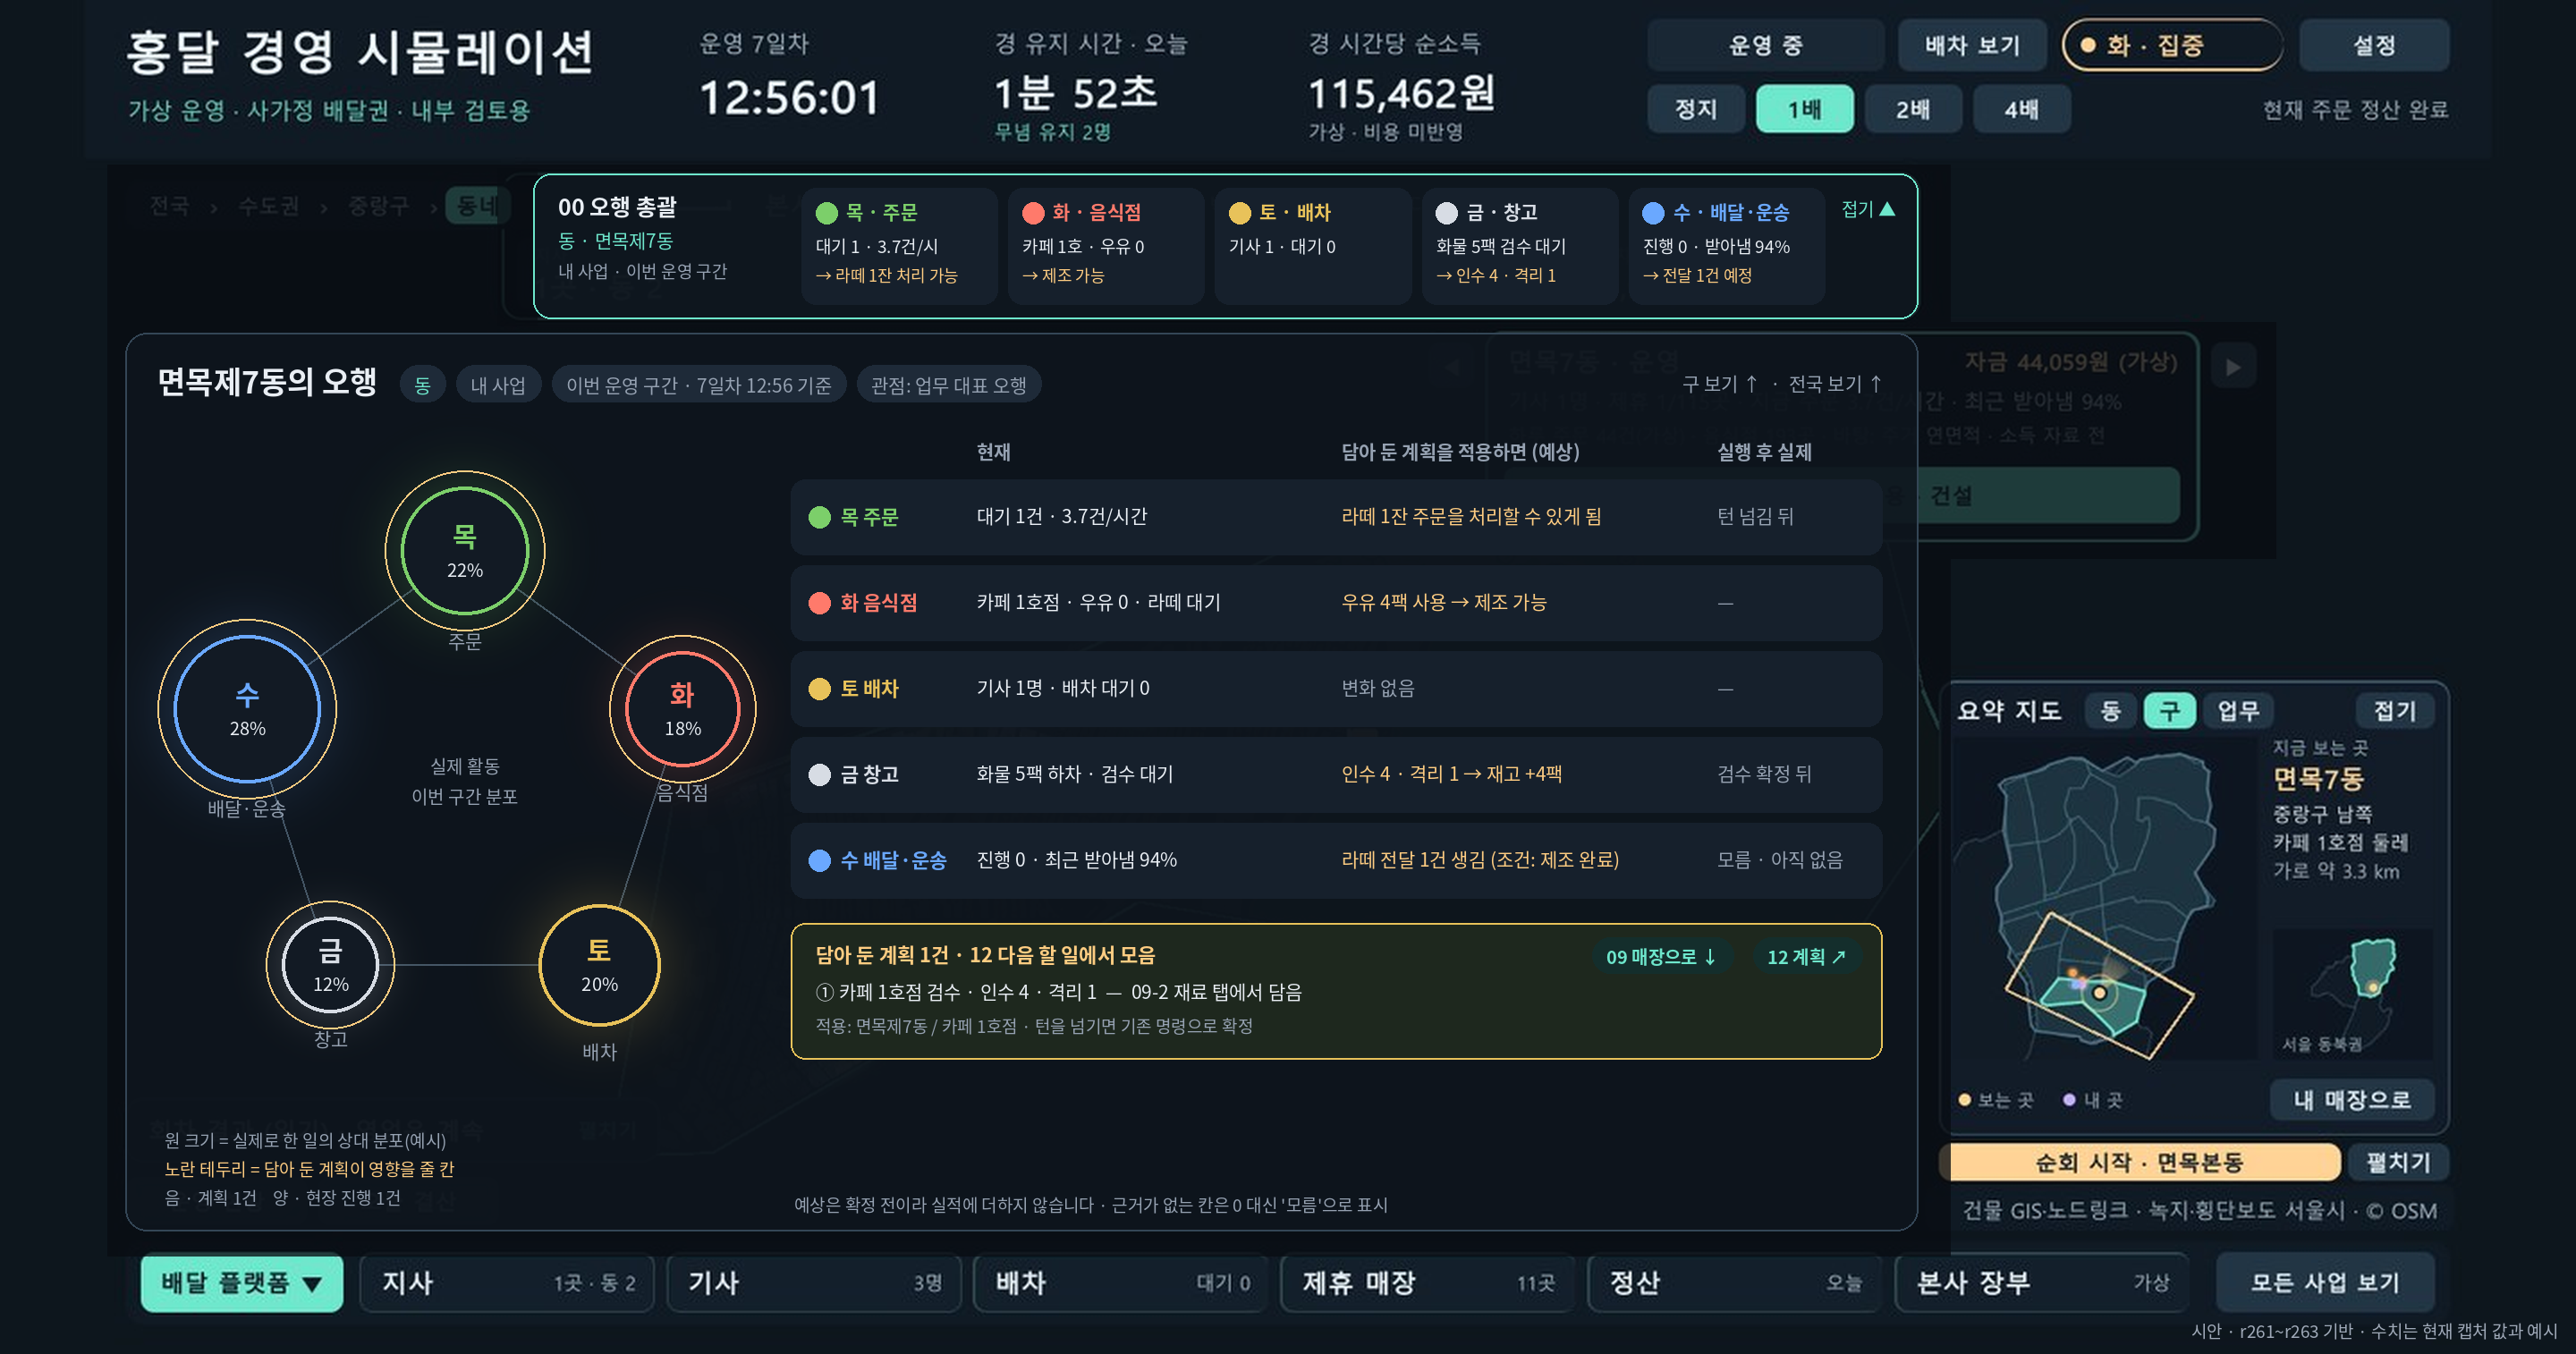 홍달 경영 시뮬레이션
가상 운영 · 사가정 배달권 · 내부 검토용
운영 7일차
12:56:01
경 유지 시간 · 오늘
1분 52초
무념 유지 2명
경 시간당 순소득
115,462원
가상 · 비용 미반영
운영 중
배차 보기
화 · 집중
설정
정지
1배
2배
4배
현재 주문 정산 완료
전국 › 수도권 › 중랑구 › 동네
00 오행 총괄
동 · 면목제7동
내 사업 · 이번 운영 구간
목 · 주문
대기 1 · 3.7건/시
→ 라떼 1잔 처리 가능
화 · 음식점
카페 1호 · 우유 0
→ 제조 가능
토 · 배차
기사 1 · 대기 0
금 · 창고
화물 5팩 검수 대기
→ 인수 4 · 격리 1
수 · 배달·운송
진행 0 · 받아냄 94%
→ 전달 1건 예정
접기 ▲
면목제7동의 오행
동
내 사업
이번 운영 구간 · 7일차 12:56 기준
관점: 업무 대표 오행
구 보기 ↑ · 전국 보기 ↑
면목7동 · 운영
자금 44,059원 (가상)
간 · 최근 받아냄 94%
연면적 · 소득 자료 전
· 건설
목
22%
주문
수
28%
배달·운송
화
18%
음식점
실제 활동
이번 구간 분포
금
12%
창고
토
20%
배차
현재
담아 둔 계획을 적용하면 (예상)
실행 후 실제
목 주문
대기 1건 · 3.7건/시간
라떼 1잔 주문을 처리할 수 있게 됨
턴 넘김 뒤
화 음식점
카페 1호점 · 우유 0 · 라떼 대기
우유 4팩 사용 → 제조 가능
—
토 배차
기사 1명 · 배차 대기 0
변화 없음
—
금 창고
화물 5팩 하차 · 검수 대기
인수 4 · 격리 1 → 재고 +4팩
검수 확정 뒤
수 배달·운송
진행 0 · 최근 받아냄 94%
라떼 전달 1건 생김 (조건: 제조 완료)
모름 · 아직 없음
담아 둔 계획 1건 · 12 다음 할 일에서 모음
09 매장으로 ↓
12 계획 ↗
① 카페 1호점 검수 · 인수 4 · 격리 1 — 09-2 재료 탭에서 담음
적용: 면목제7동 / 카페 1호점 · 턴을 넘기면 기존 명령으로 확정
원 크기 = 실제로 한 일의 상대 분포(예시)
노란 테두리 = 담아 둔 계획이 영향을 줄 칸
음 · 계획 1건 양 · 현장 진행 1건
예상은 확정 전이라 실적에 더하지 않습니다 · 근거가 없는 칸은 0 대신 '모름'으로 표시
요약 지도
동
구
업무
접기
지금 보는 곳
면목7동
중랑구 남쪽
카페 1호점 둘레
가로 약 3.3 km
서울 동북권
보는 곳
내 곳
내 매장으로
순회 시작 · 면목본동
펼치기
건물 GIS·노드링크 · 녹지·횡단보도 서울시 · © OSM
배달 플랫폼 ▼
지사 1곳 · 동 2
기사 3명
배차 대기 0
제휴 매장 11곳
정산 오늘
본사 장부 가상
모든 사업 보기
시안 · r261~r263 기반 · 수치는 현재 캡처 값과 예시